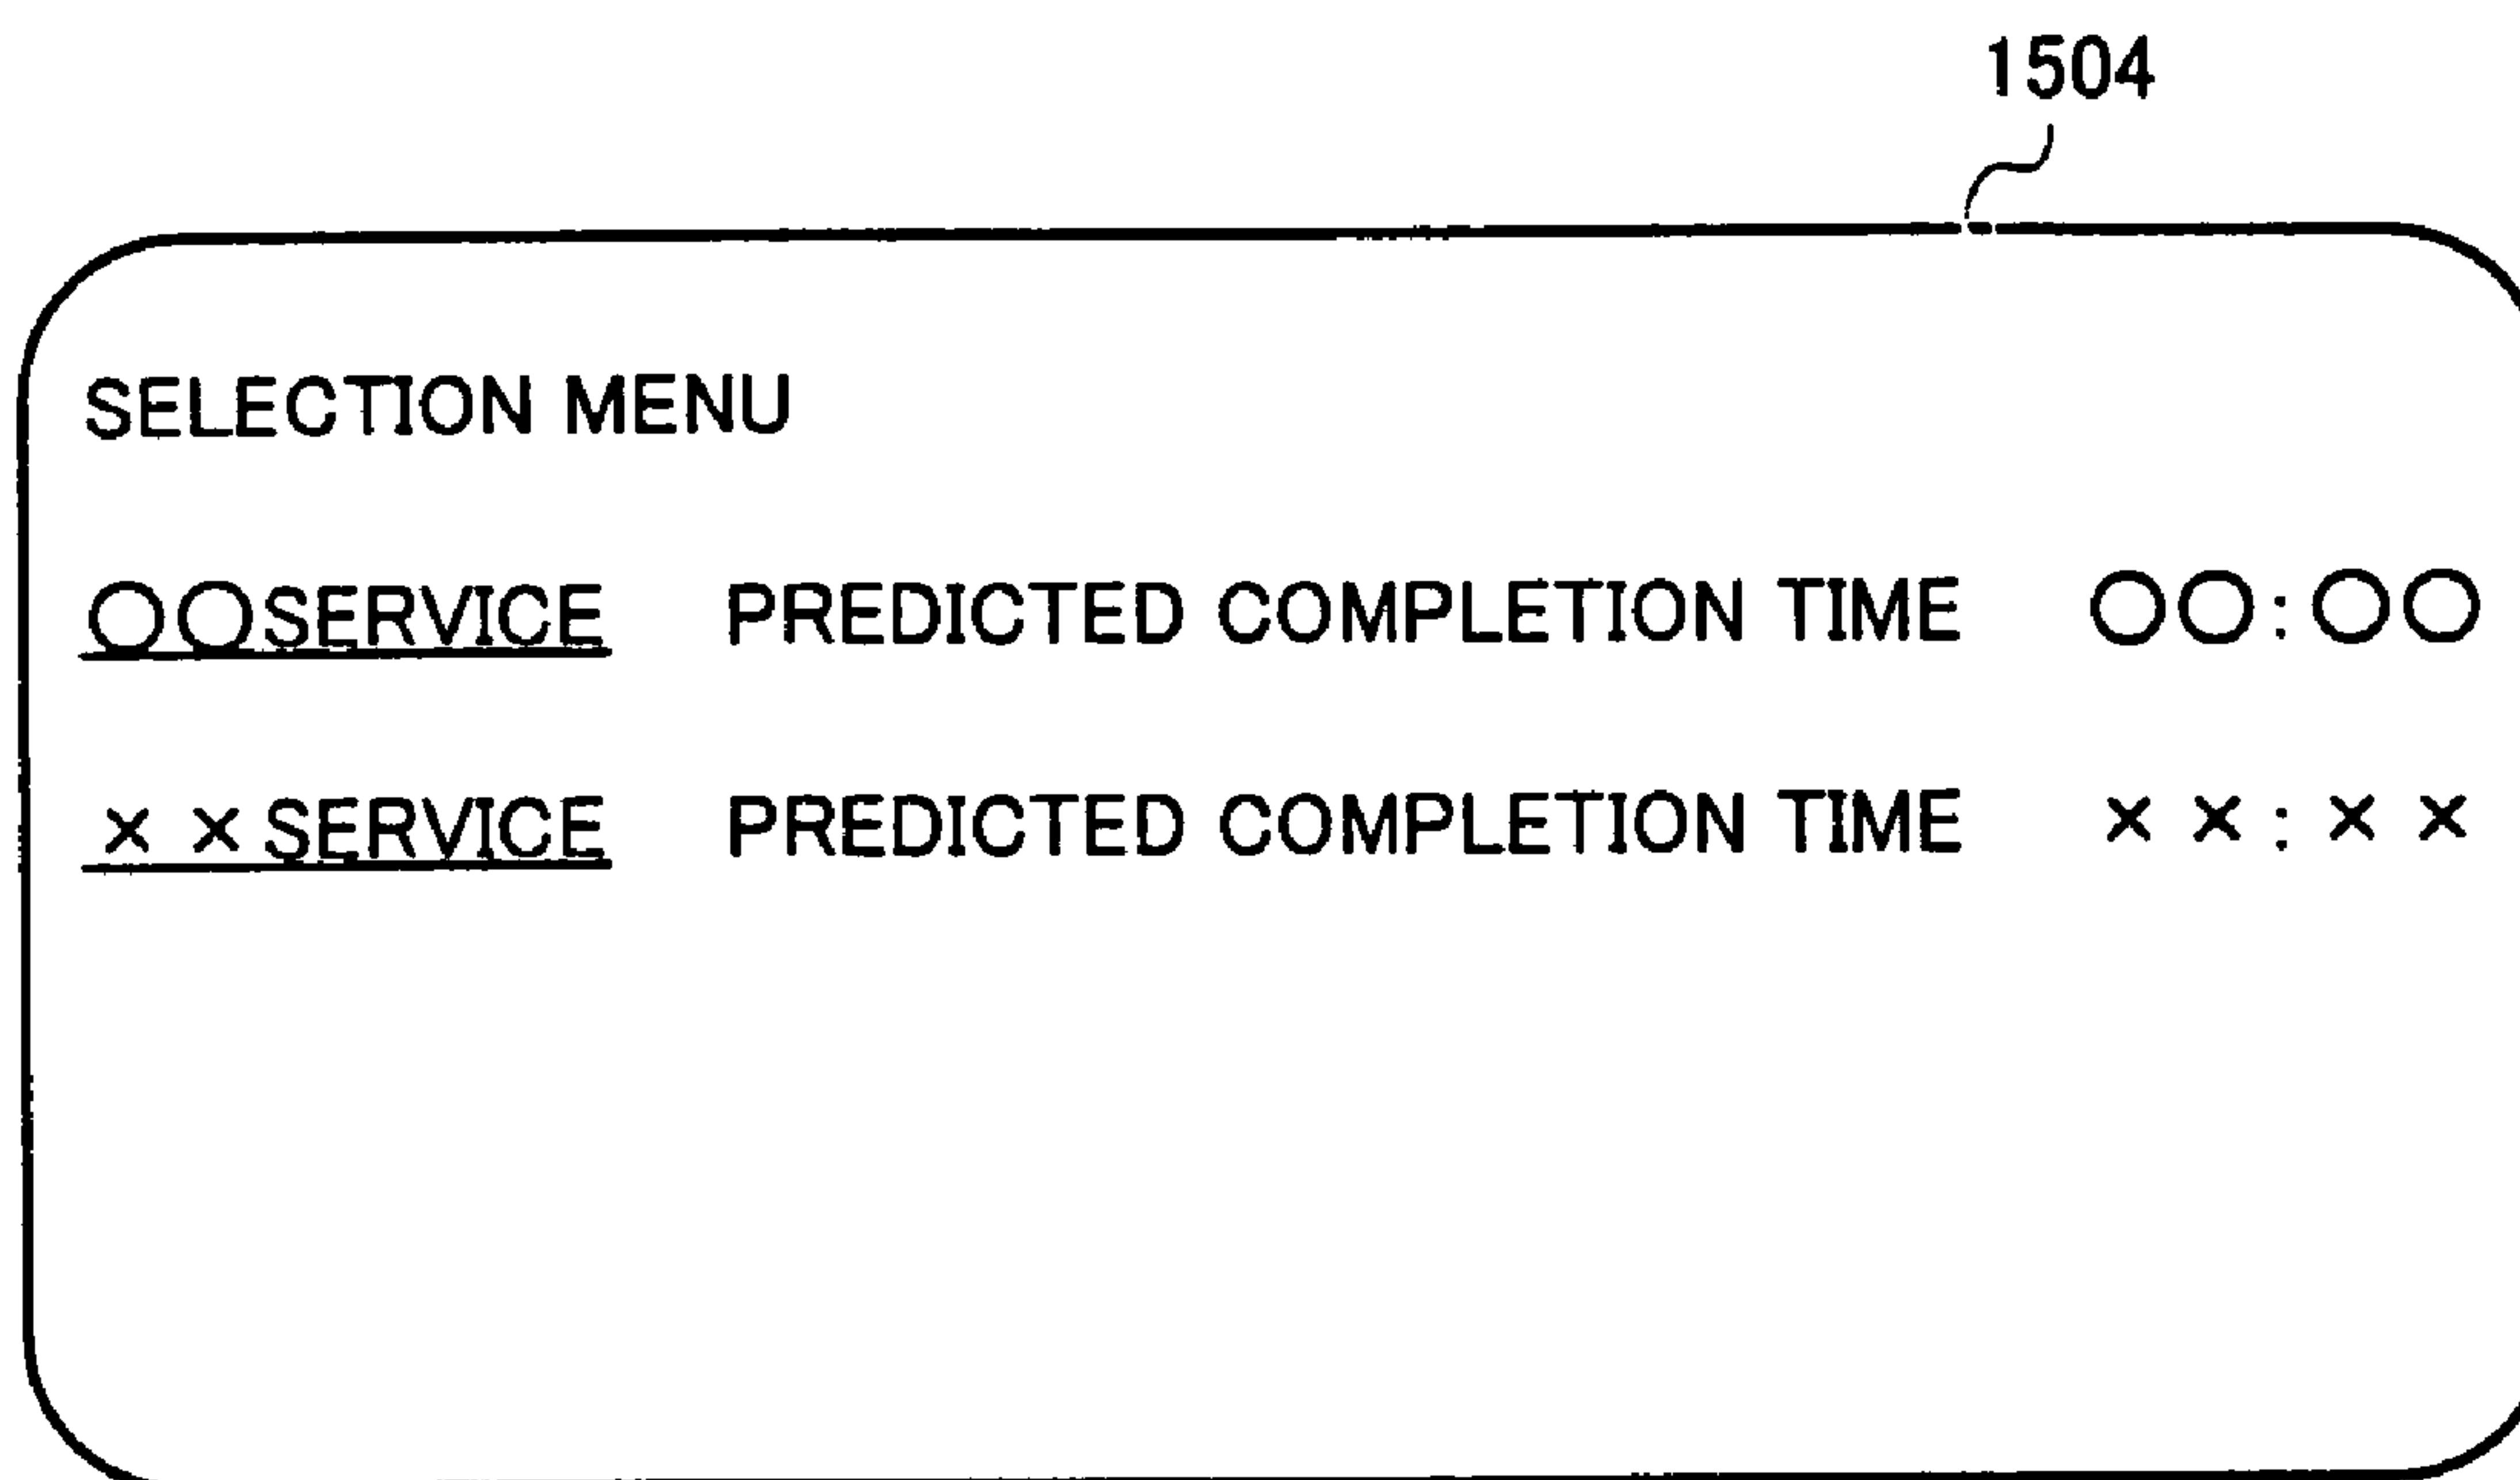 1504
SELECTION MENU
○○SERVICE PREDICTED COMPLETION TIME ○○:○○
××SERVICE PREDICTED COMPLETION TIME ××:××